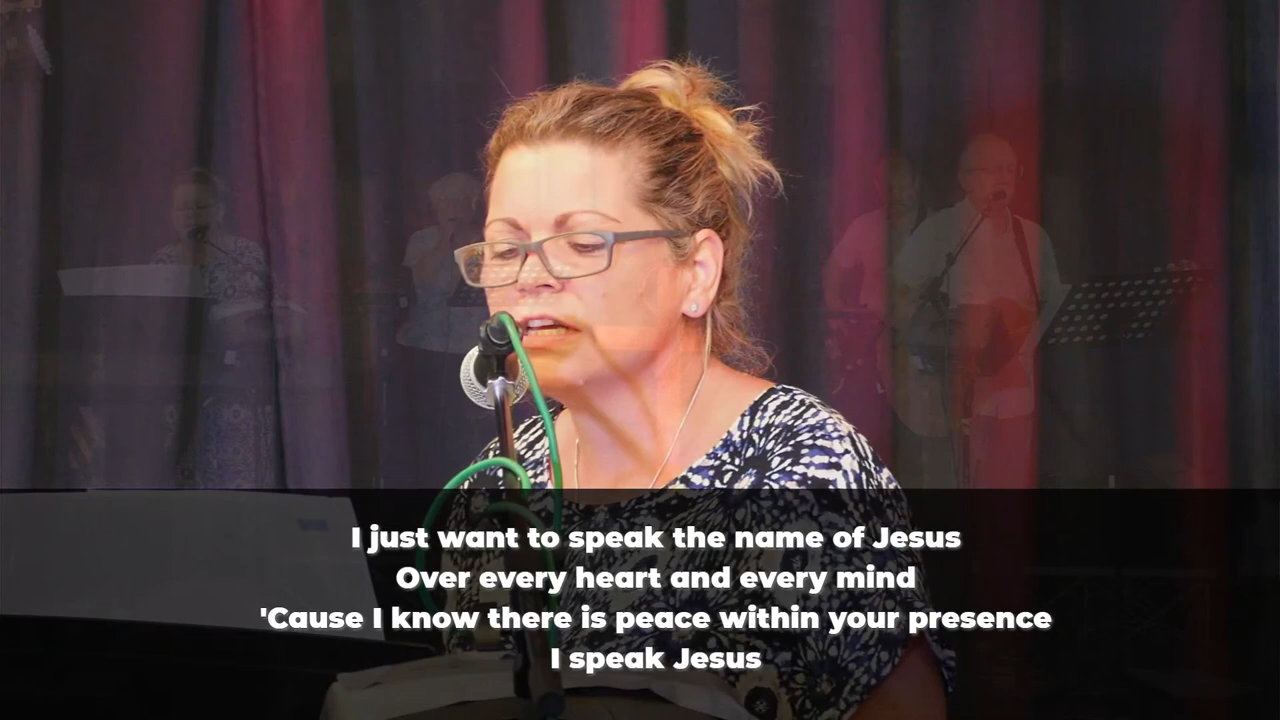 I just want to speak the name of Jesus
Over every heart and every mind
'Cause I know there is peace within your presence
I speak Jesus